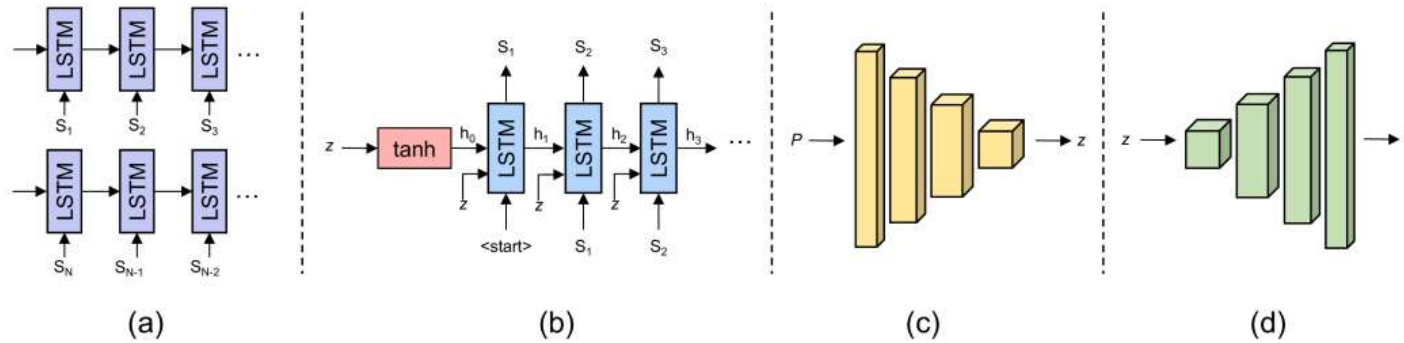 LSTM LSTM LSTM ...
S1 S2 S3
LSTM LSTM LSTM ...
SN SN-1 SN-2
(a)
S1 S2 S3
z tanh h0 LSTM h1 LSTM h2 LSTM h3 ...
z z z
<start> S1 S2
(b)
P z
(c)
z
(d)